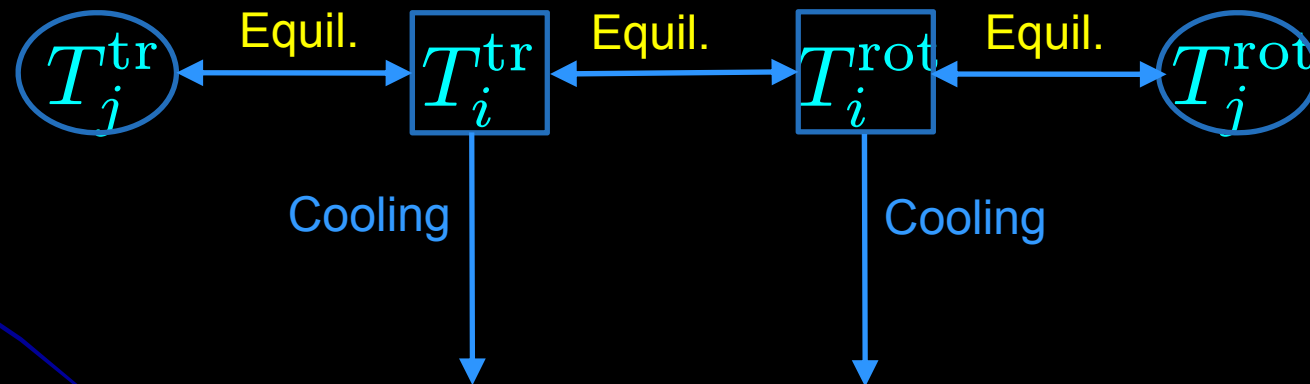 Equil. Equil. Equil.
T_j^tr T_i^tr T_i^rot T_j^rot
Cooling Cooling